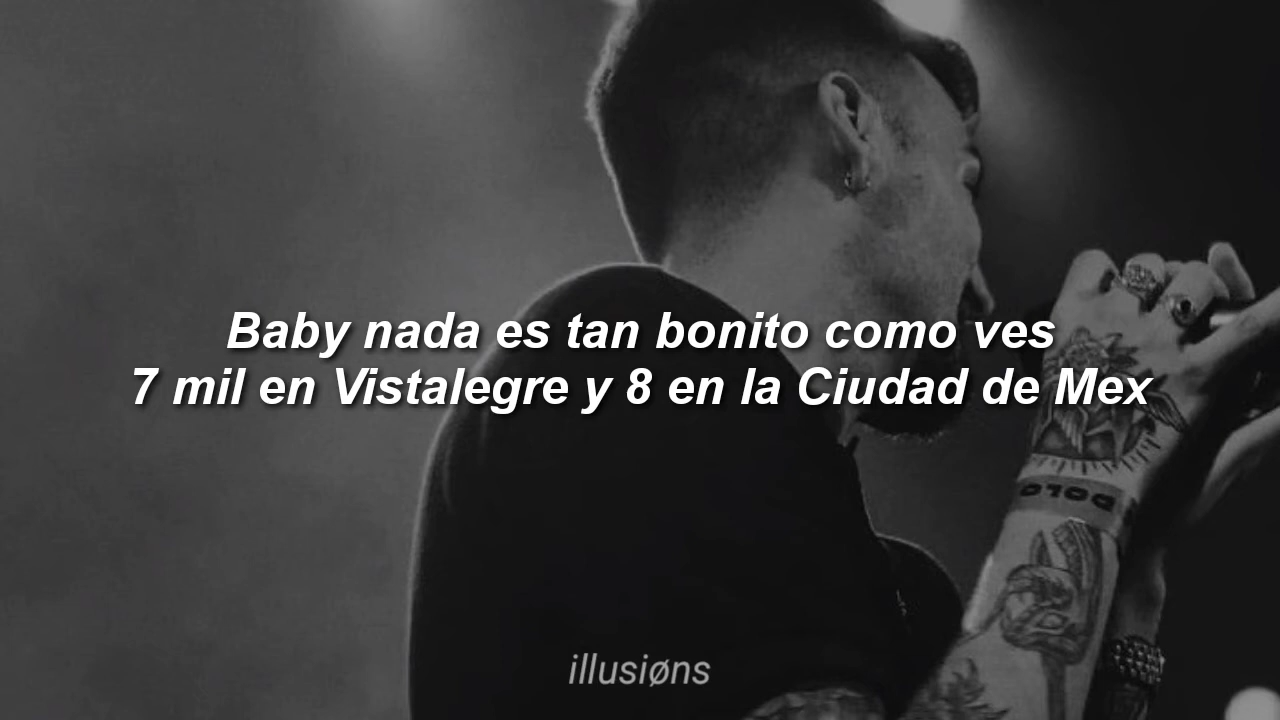 Baby nada es tan bonito como ves
7 mil en Vistalegre y 8 en la Ciudad de Mex
illusiøns